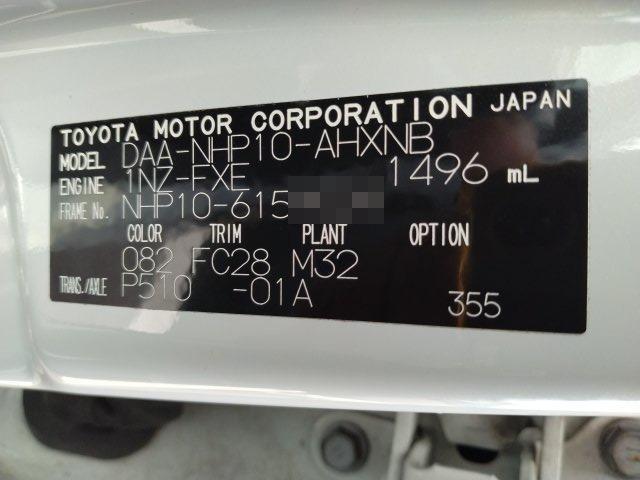 TOYOTA MOTOR CORPORATION JAPAN
MODEL DAA-NHP10-AHXNB
ENGINE 1NZ-FXE 1496 mL
FRAME No. NHP10-615
COLOR TRIM PLANT OPTION
082 FC28 M32
TRANS./AXLE P510 -01A
355